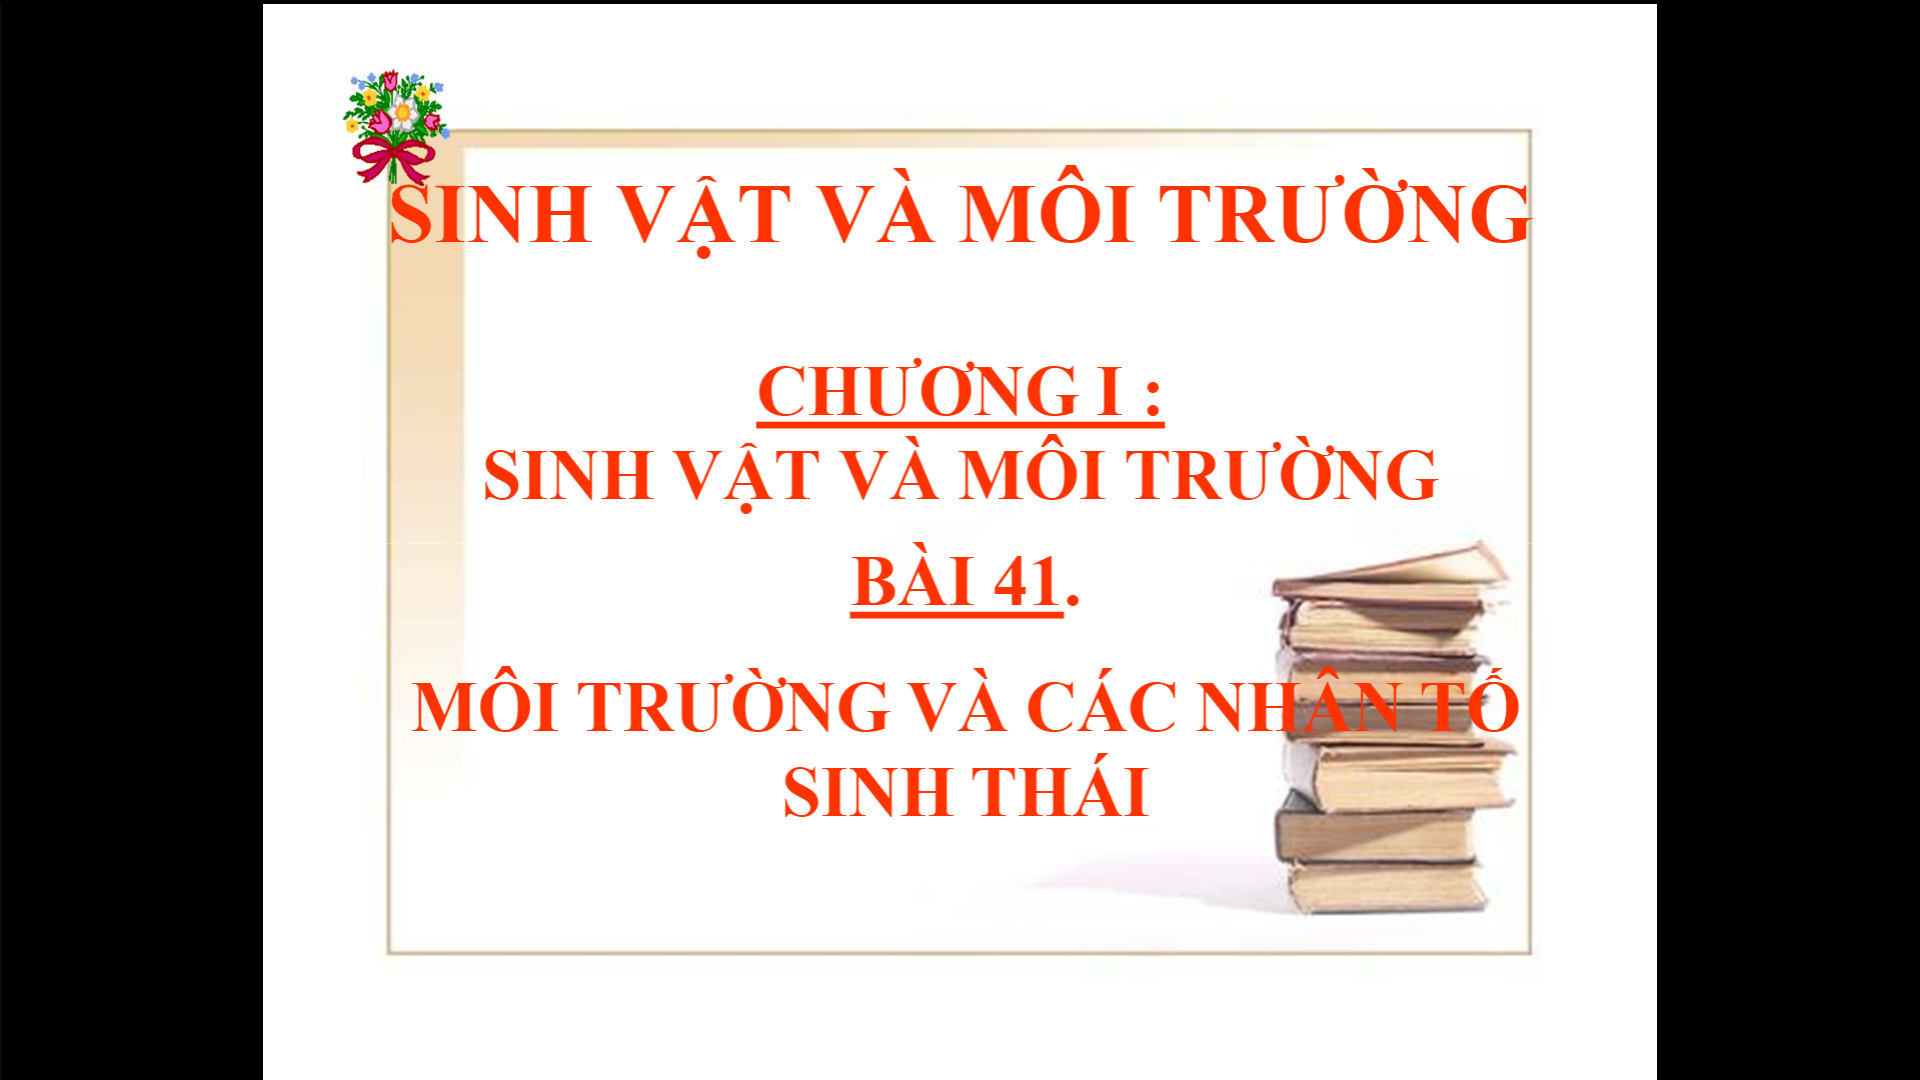 SINH VẬT VÀ MÔI TRƯỜNG
CHƯƠNG I :
SINH VẬT VÀ MÔI TRƯỜNG
BÀI 41.
MÔI TRƯỜNG VÀ CÁC NHÂN TỐ
SINH THÁI